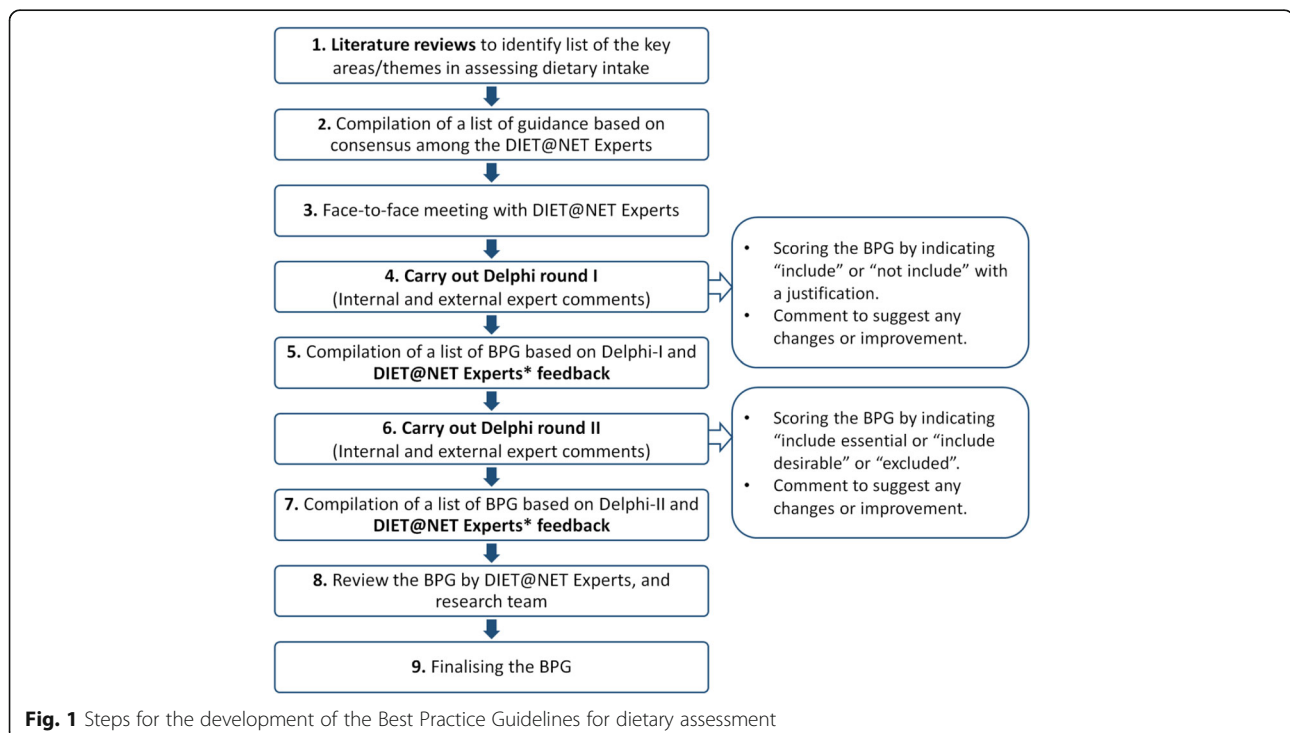 1. Literature reviews to identify list of the key
areas/themes in assessing dietary intake
2. Compilation of a list of guidance based on
consensus among the DIET@NET Experts
3. Face-to-face meeting with DIET@NET Experts
4. Carry out Delphi round I
(Internal and external expert comments)
• Scoring the BPG by indicating
“include” or “not include” with
a justification.
• Comment to suggest any
changes or improvement.
5. Compilation of a list of BPG based on Delphi-I and
DIET@NET Experts* feedback
6. Carry out Delphi round II
(Internal and external expert comments)
• Scoring the BPG by indicating
“include essential or “include
desirable” or “excluded”.
• Comment to suggest any
changes or improvement.
7. Compilation of a list of BPG based on Delphi-II and
DIET@NET Experts* feedback
8. Review the BPG by DIET@NET Experts, and
research team
9. Finalising the BPG
Fig. 1 Steps for the development of the Best Practice Guidelines for dietary assessment